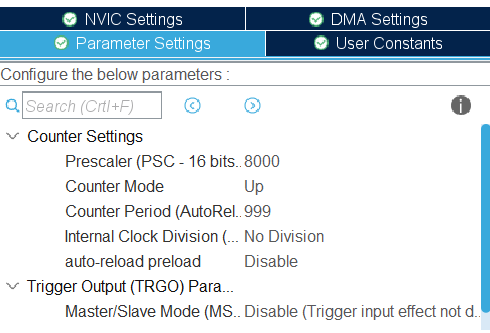 NVIC Settings DMA Settings
Parameter Settings User Constants
Configure the below parameters :
Search (Crtl+F)
Counter Settings
Prescaler (PSC - 16 bits... 8000
Counter Mode Up
Counter Period (AutoRel... 999
Internal Clock Division (... No Division
auto-reload preload Disable
Trigger Output (TRGO) Para...
Master/Slave Mode (MS... Disable (Trigger input effect not d...